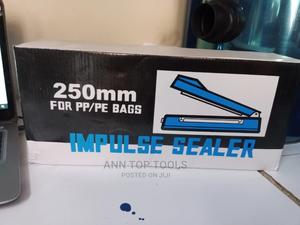 250mm
FOR PP/PE BAGS
IMPULSE SEALER
ANN TOP TOOLS
POSTED ON JIJI